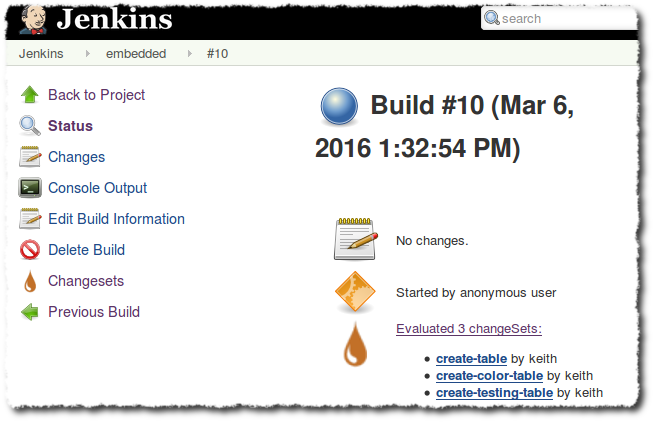 Jenkins
search
Jenkins embedded #10
Back to Project
Status
Changes
Console Output
Edit Build Information
Delete Build
Changesets
Previous Build
Build #10 (Mar 6,
2016 1:32:54 PM)
No changes.
Started by anonymous user
Evaluated 3 changeSets:
create-table by keith
create-color-table by keith
create-testing-table by keith